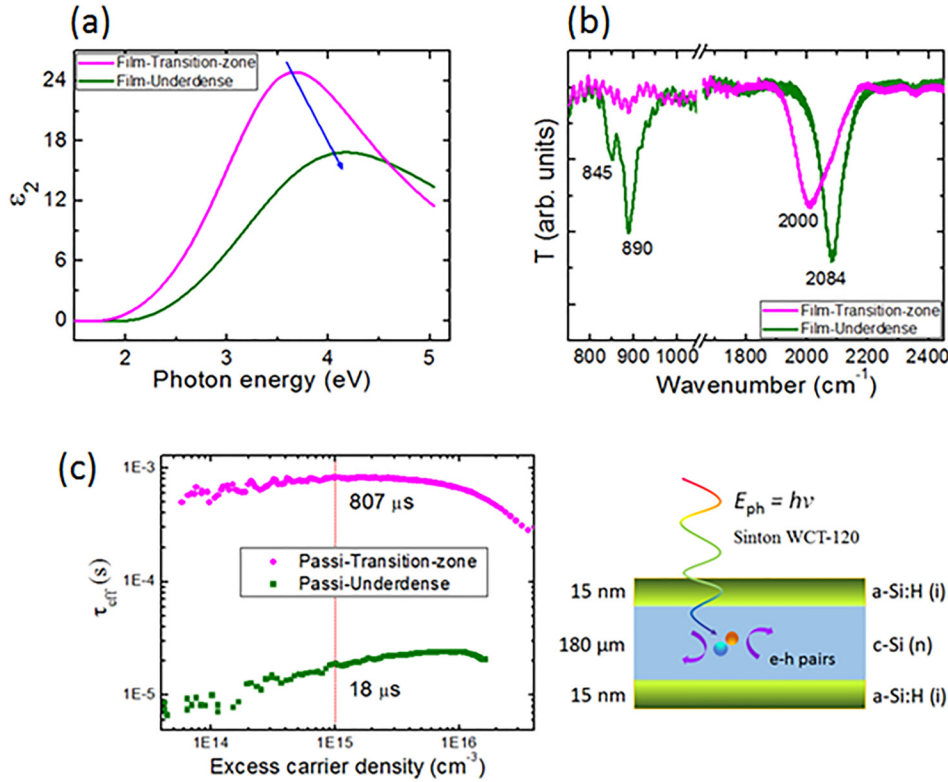 (a)
Film-Transition-zone
Film-Underdense
24
18
12
6
0
ε2
2
3
4
5
Photon energy (eV)
(b)
T (arb. units)
845
890
2000
2084
Film-Transition-zone
Film-Underdense
800 900 1000 1800 2000 2200 2400
Wavenumber (cm-1)
(c)
1E-3
1E-4
1E-5
τeff (s)
807 μs
Passi-Transition-zone
Passi-Underdense
18 μs
1E14 1E15 1E16
Excess carrier density (cm-3)
Eph = hν
Sinton WCT-120
15 nm a-Si:H (i)
180 μm c-Si (n)
e-h pairs
15 nm a-Si:H (i)